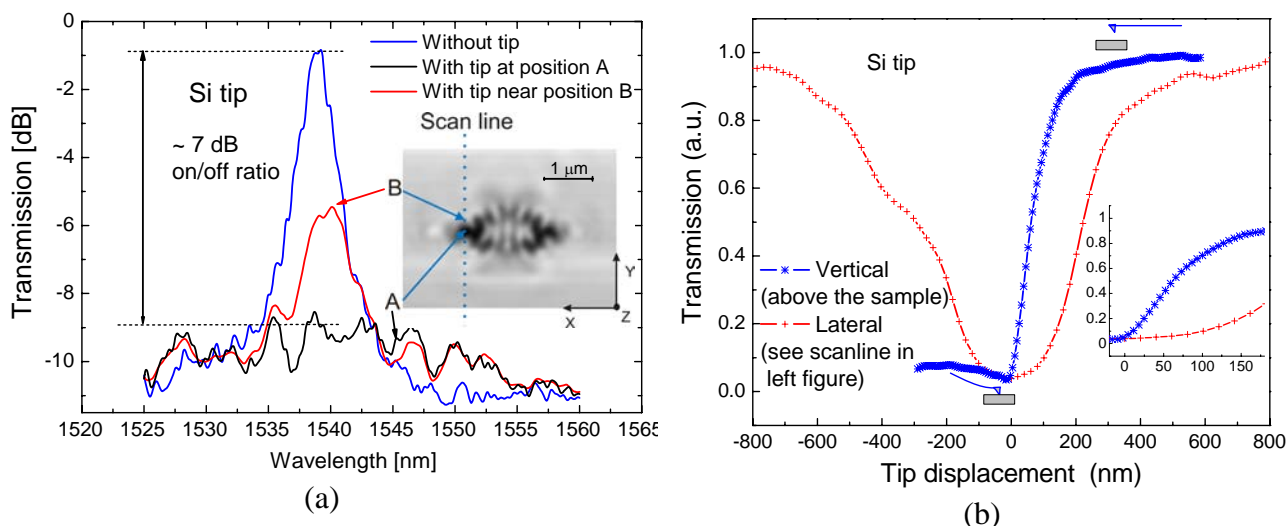 0
-2
-4
-6
-8
-10
Transmission [dB]
1520 1525 1530 1535 1540 1545 1550 1555 1560 1565
Wavelength [nm]
Without tip
With tip at position A
With tip near position B
Si tip
~ 7 dB
on/off ratio
Scan line
1 μm
B
A
Y
X
Z
(a)
1.0
0.8
0.6
0.4
0.2
0.0
Transmission (a.u.)
-800 -600 -400 -200 0 200 400 600 800
Tip displacement (nm)
Si tip
Vertical
(above the sample)
Lateral
(see scanline in
left figure)
1
0.8
0.6
0.4
0.2
0
0 50 100 150
(b)